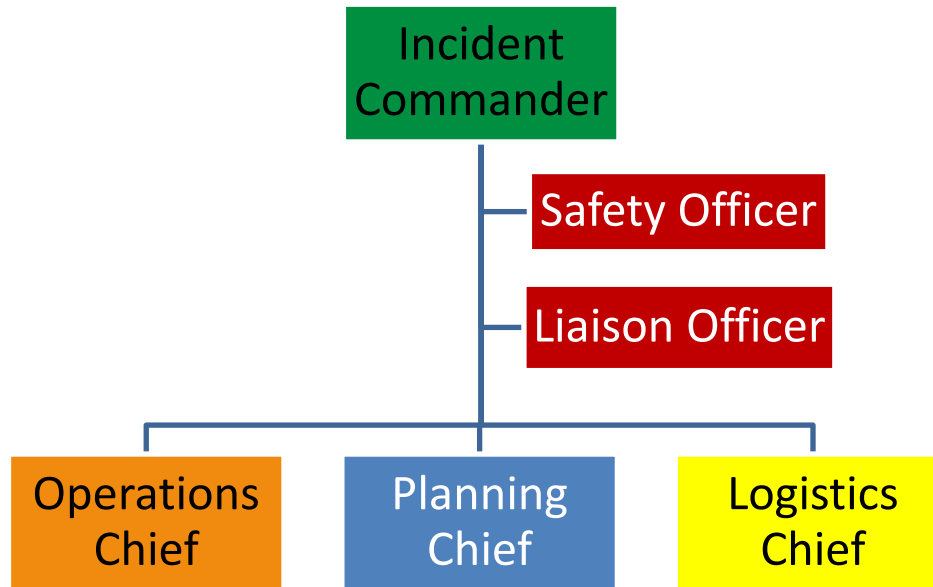 Incident
Commander
Safety Officer
Liaison Officer
Operations
Chief
Planning
Chief
Logistics
Chief